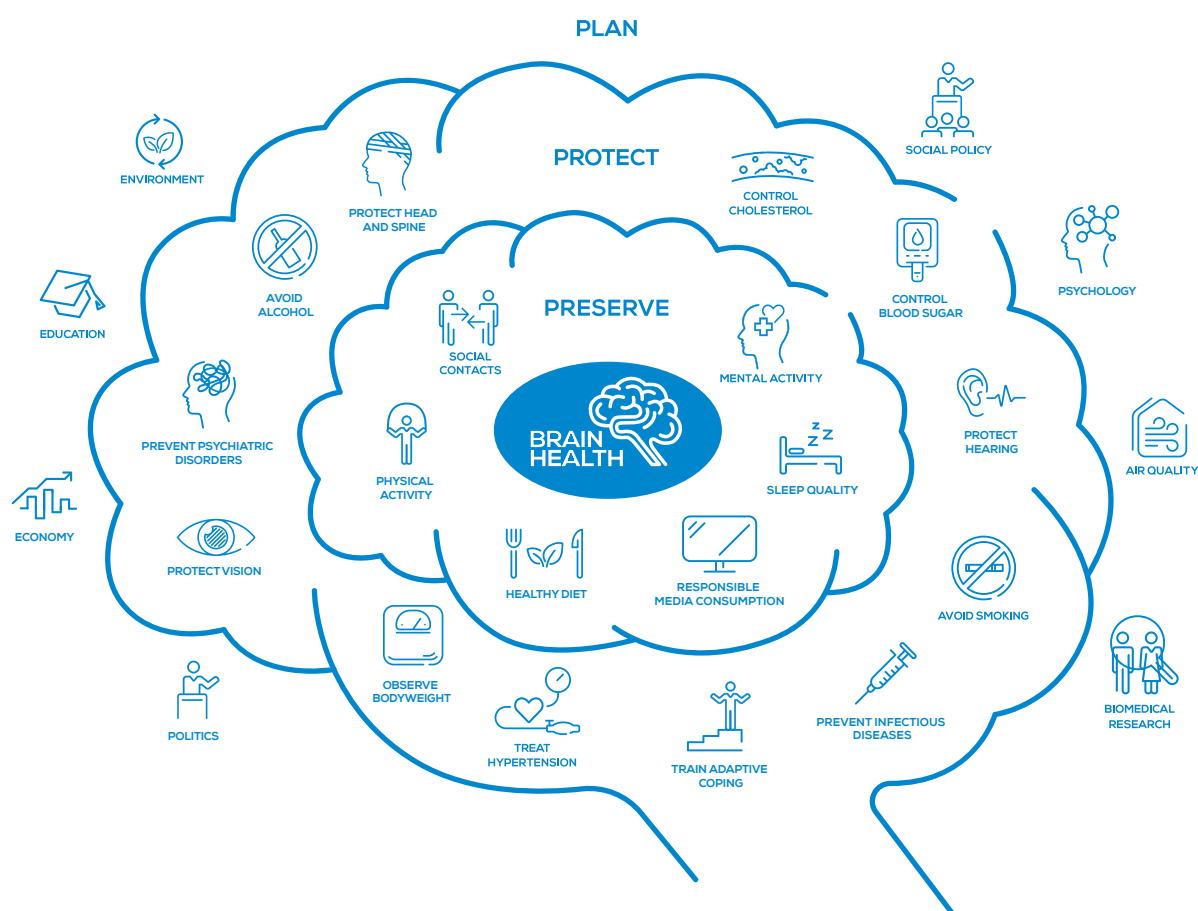 PLAN
SOCIAL POLICY
ENVIRONMENT
PROTECT
CONTROL
CHOLESTEROL
PROTECT HEAD
AND SPINE
PSYCHOLOGY
AVOID
ALCOHOL
CONTROL
BLOOD SUGAR
PRESERVE
EDUCATION
SOCIAL
CONTACTS
MENTAL ACTIVITY
PREVENT PSYCHIATRIC
DISORDERS
BRAIN
HEALTH
PROTECT
HEARING
AIR QUALITY
PHYSICAL
ACTIVITY
Z Z Z
SLEEP QUALITY
ECONOMY
PROTECT VISION
HEALTHY DIET
RESPONSIBLE
MEDIA CONSUMPTION
AVOID SMOKING
OBSERVE
BODYWEIGHT
BIOMEDICAL
RESEARCH
POLITICS
TREAT
HYPERTENSION
PREVENT INFECTIOUS
DISEASES
TRAIN ADAPTIVE
COPING